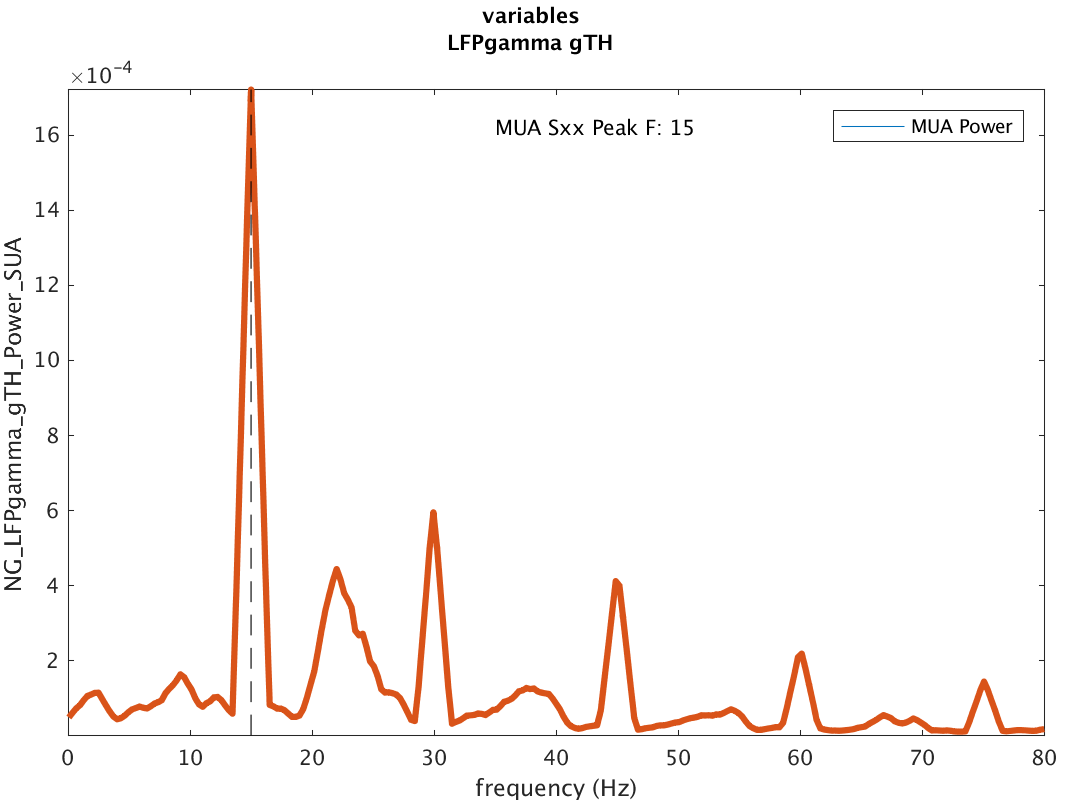 variables
LFPgamma gTH
×10⁻⁴
MUA Sxx Peak F: 15
MUA Power
NG_LFPgamma_gTH_Power_SUA
16
14
12
10
8
6
4
2
0 10 20 30 40 50 60 70 80
frequency (Hz)